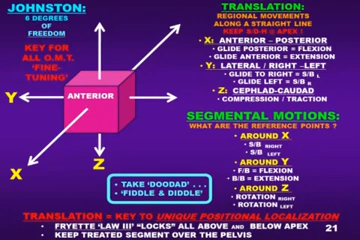 JOHNSTON:
6 DEGREES
OF
FREEDOM
KEY FOR
ALL O.M.T.
'FINE-
TUNING'
ANTERIOR
Y
X
Z
• TAKE 'DOODAD' . . .
• 'FIDDLE & DIDDLE'
TRANSLATION:
REGIONAL MOVEMENTS
ALONG A STRAIGHT LINE
KEEP S/D-H @ APEX !
• X: ANTERIOR – POSTERIOR
• GLIDE POSTERIOR = FLEXION
• GLIDE ANTERIOR = EXTENSION
• Y: LATERAL / RIGHT –LEFT
• GLIDE TO RIGHT = S/B L
• GLIDE LEFT = S/B R
• Z: CEPHLAD-CAUDAD
• COMPRESSION / TRACTION
SEGMENTAL MOTIONS:
WHAT ARE THE REFERENCE POINTS ?
• AROUND X
• S/B RIGHT
• S/B LEFT
• AROUND Y
• F/B = FLEXION
• B/B = EXTENSION
• AROUND Z
• ROTATION RIGHT
• ROTATION LEFT
TRANSLATION = KEY TO UNIQUE POSITIONAL LOCALIZATION
• FRYETTE 'LAW III' "LOCKS" ALL ABOVE AND BELOW APEX
• KEEP TREATED SEGMENT OVER THE PELVIS
21